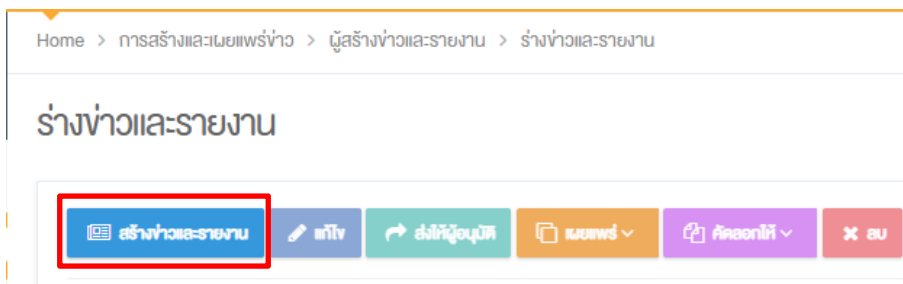 Home > การสร้างและเผยแพร่ข่าว > ผู้สร้างข่าวและรายงาน > ร่างข่าวและรายงาน
ร่างข่าวและรายงาน
สร้างข่าวและรายงาน แก้ไข ส่งให้ผู้อนุมัติ เผยแพร่ คัดลอกให้ ลบ